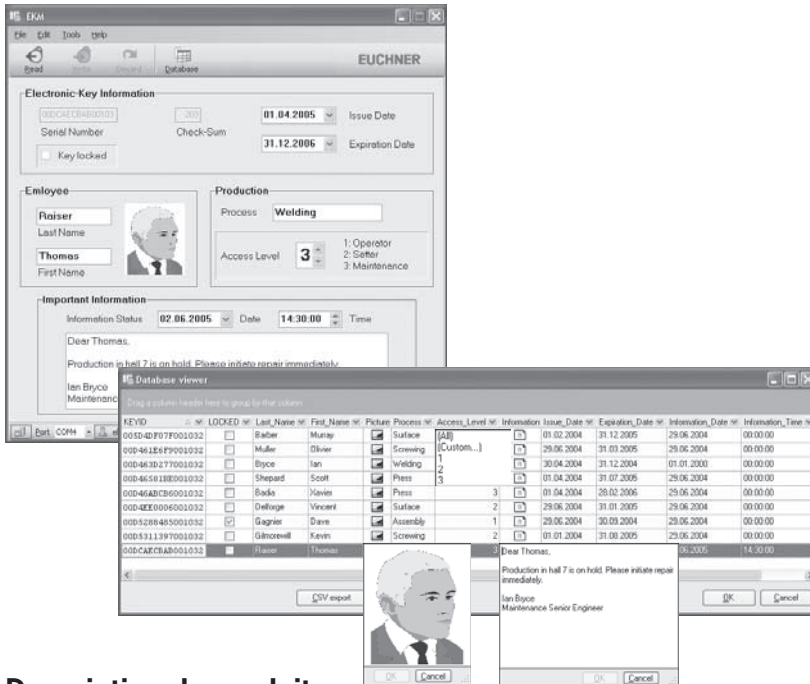 EKM
File Edit Tools Help
Read Write Discard Database
EUCHNER
Electronic Key Information
01.04.2005 Issue Date
Serial Number Check-Sum
31.12.2006 Expiration Date
Key locked
Emloyee
Raiser
Last Name
Thomas
First Name
Production
Process Welding
Access Level 3
1: Operator
2: Setter
3: Maintenance
Important Information
Information Status 02.06.2005 Date 14:30:00 Time
Dear Thomas,
Production in hall 7 is on hold. Please initiate repair immediately.
Ian Bryce
Port COM4
Database viewer
Drag a column header here to group by that column
KEYID LOCKED Last_Name First_Name Picture Process Access_Level Information Issue_Date Expiration_Date Information_Date Information_Time
005D4DF07F001032 Barber Murray Surface (All) 01.02.2004 31.12.2005 29.06.2004 00:00:00
00D461E6F9001032 Muller Olivier Screwing (Custom...) 29.06.2004 31.03.2005 29.06.2004 00:00:00
00D463D277001032 Bryce Ian Welding 1 30.04.2004 31.12.2004 01.01.2000 00:00:00
00D46581BE001032 Shepard Scott Press 2 01.04.2004 31.07.2005 29.06.2004 00:00:00
3
00D46ABCB6001032 Badia Xavier Press 3 01.04.2004 28.02.2006 29.06.2004 00:00:00
00D4EE0006001032 Delforge Vincent Surface 2 29.06.2004 31.01.2005 29.06.2004 00:00:00
00D5288485001032 Gagnier Dave Assembly 1 29.06.2004 30.09.2004 29.06.2004 00:00:00
00D5311397001032 Gilmorewell Kevin Screwing 2 01.01.2004 31.08.2005 29.06.2004 00:00:00
00DCAECBAB001032 Raiser Thomas 3 14:30:00
Dear Thomas,
Production in hall 7 is on hold. Please initiate repair
immediately.
Ian Bryce
Maintenance Senior Engineer
CSV export OK Cancel
OK Cancel OK Cancel